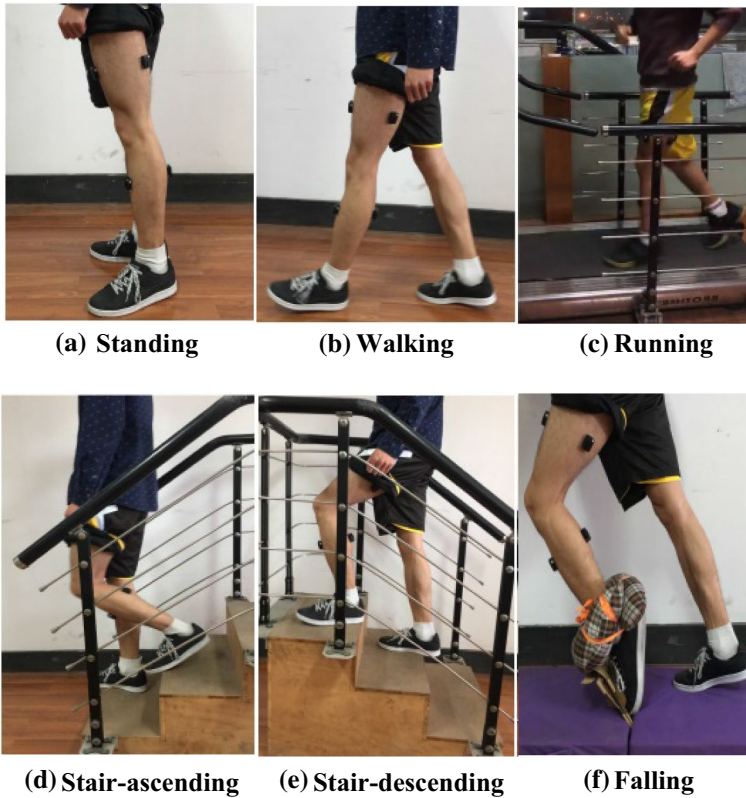 (a) Standing
(b) Walking
(c) Running
(d) Stair-ascending
(e) Stair-descending
(f) Falling